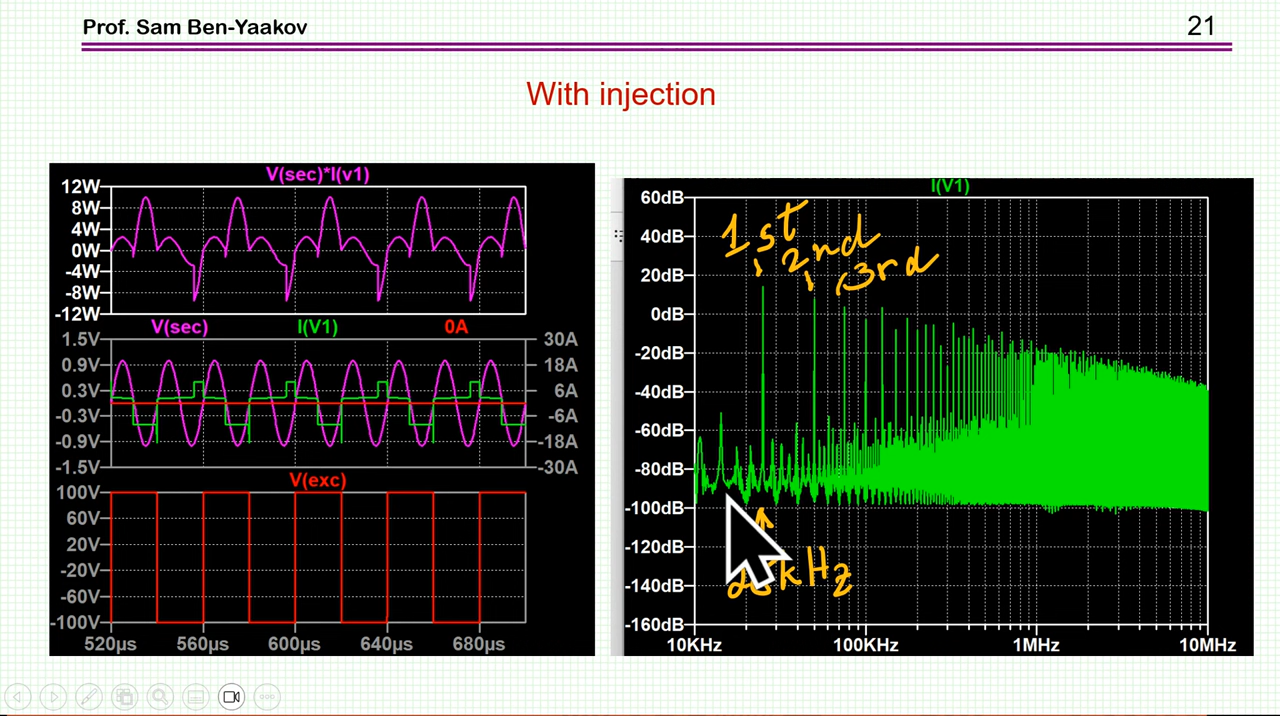 Prof. Sam Ben-Yaakov
21
With injection
V(sec)*I(v1)
12W
8W
4W
0W
-4W
-8W
-12W
V(sec) I(V1) 0A
1.5V 30A
0.9V 18A
0.3V 6A
-0.3V -6A
-0.9V -18A
-1.5V -30A
V(exc)
100V
60V
20V
-20V
-60V
-100V
520µs 560µs 600µs 640µs 680µs
I(V1)
60dB
40dB
20dB
0dB
-20dB
-40dB
-60dB
-80dB
-100dB
-120dB
-140dB
-160dB
10KHz 100KHz 1MHz 10MHz
1st
2nd
3rd
kHz